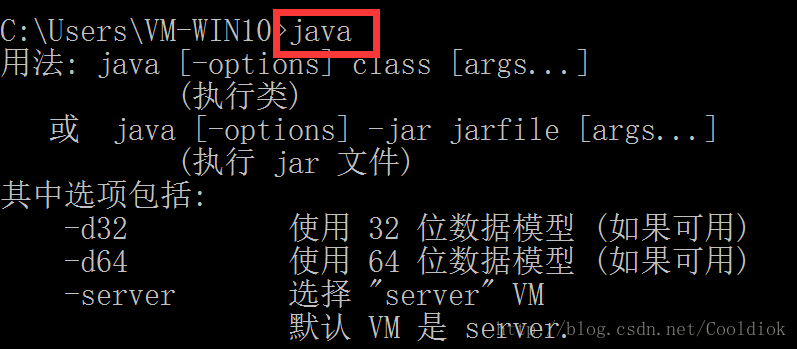 C:\Users\VM-WIN10>java
用法: java [-options] class [args...]
(执行类)
或 java [-options] -jar jarfile [args...]
(执行 jar 文件)
其中选项包括:
-d32 使用 32 位数据模型 (如果可用)
-d64 使用 64 位数据模型 (如果可用)
-server 选择 "server" VM
默认 VM 是 server.
http://blog.csdn.net/Cooldiok